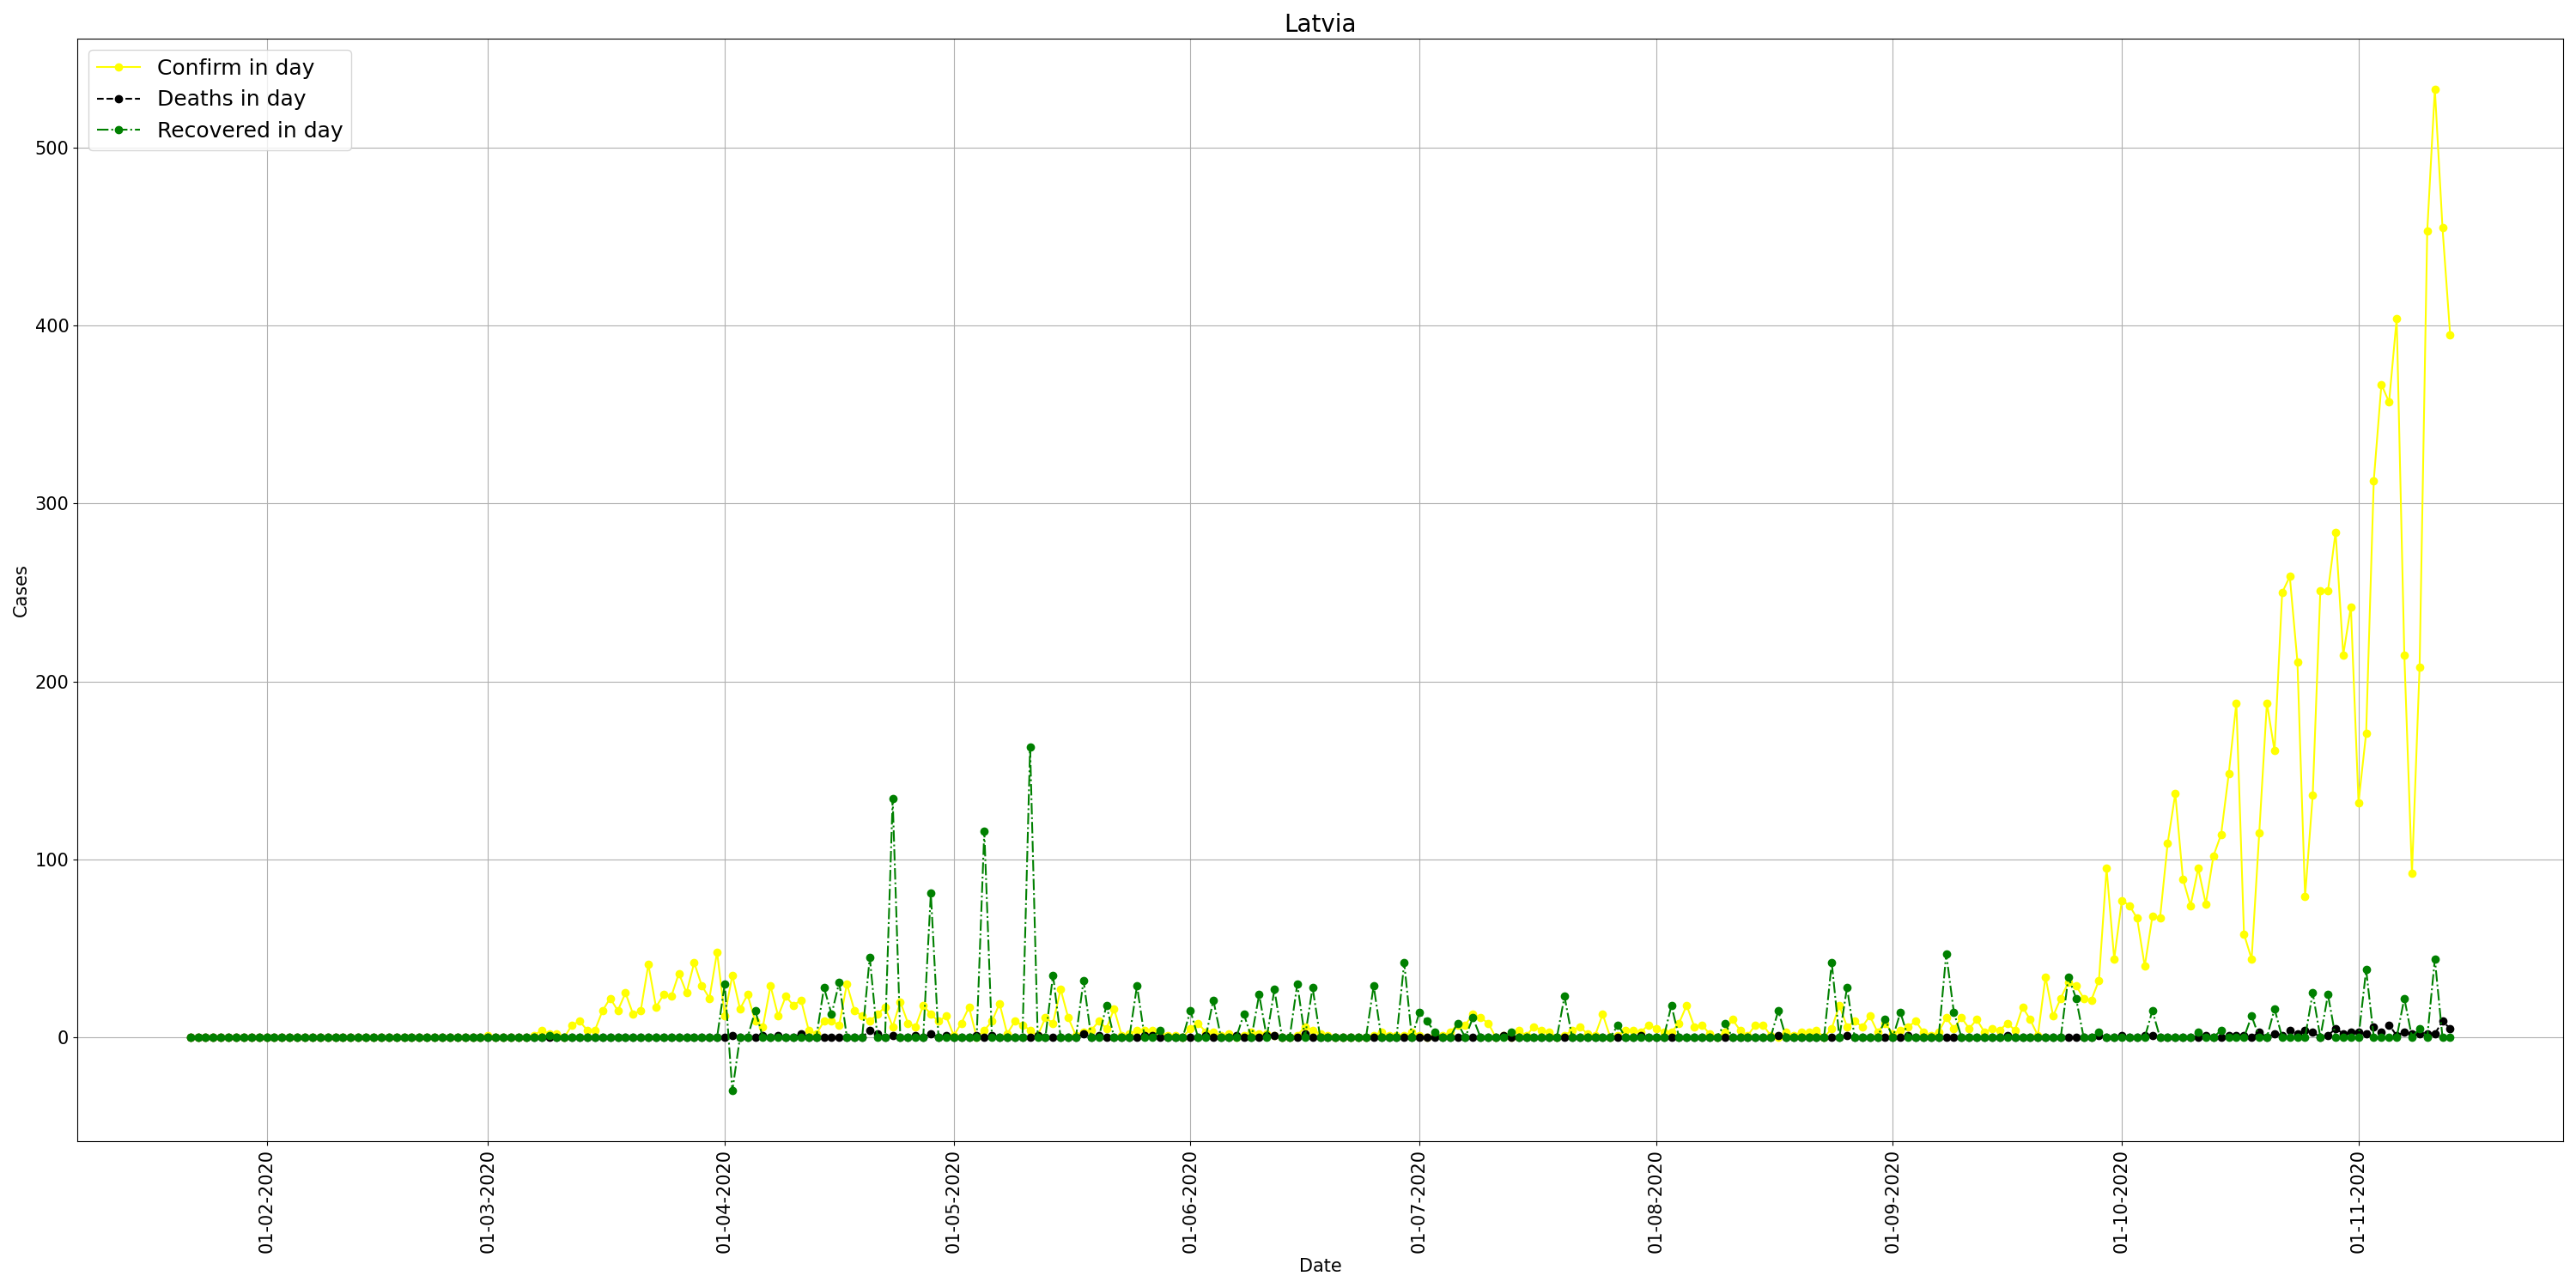 Latvia
Confirm in day
Deaths in day
Recovered in day
500
400
300
200
100
0
Cases
01-02-2020
01-03-2020
01-04-2020
01-05-2020
01-06-2020
01-07-2020
01-08-2020
01-09-2020
01-10-2020
01-11-2020
Date